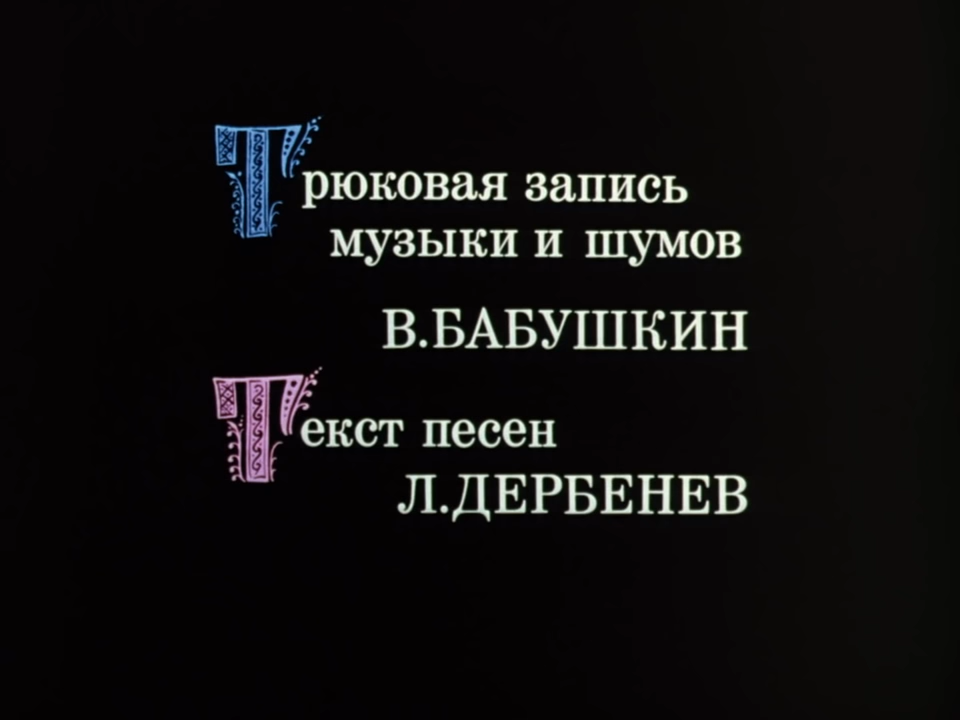 Трюковая запись
музыки и шумов
В.БАБУШКИН
Текст песен
Л.ДЕРБЕНЕВ